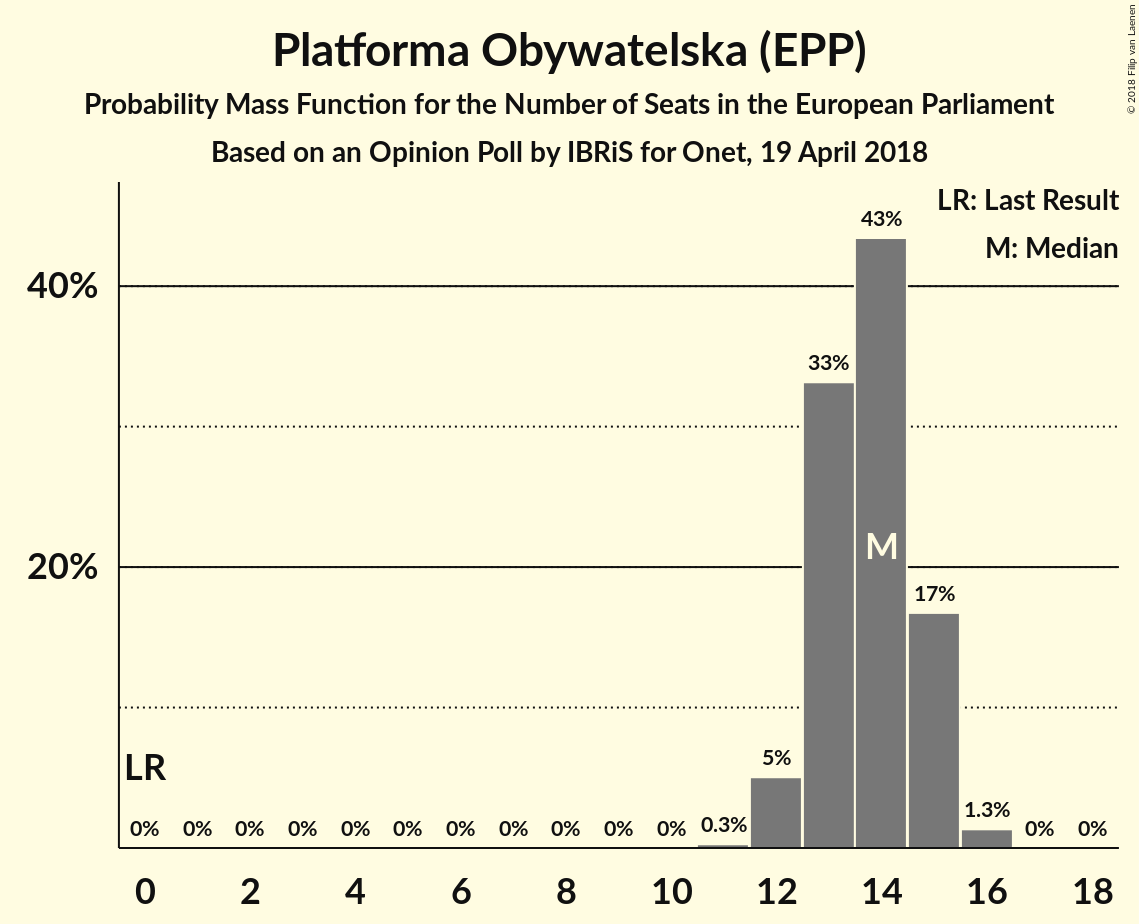 Platforma Obywatelska (EPP)
Probability Mass Function for the Number of Seats in the European Parliament
Based on an Opinion Poll by IBRiS for Onet, 19 April 2018
© 2018 Filip van Laenen
LR: Last Result
M: Median
43%
40%
33%
M
20%
17%
LR
5%
0% 0% 0% 0% 0% 0% 0% 0% 0% 0% 0% 0.3% 1.3% 0% 0%
0 2 4 6 8 10 12 14 16 18